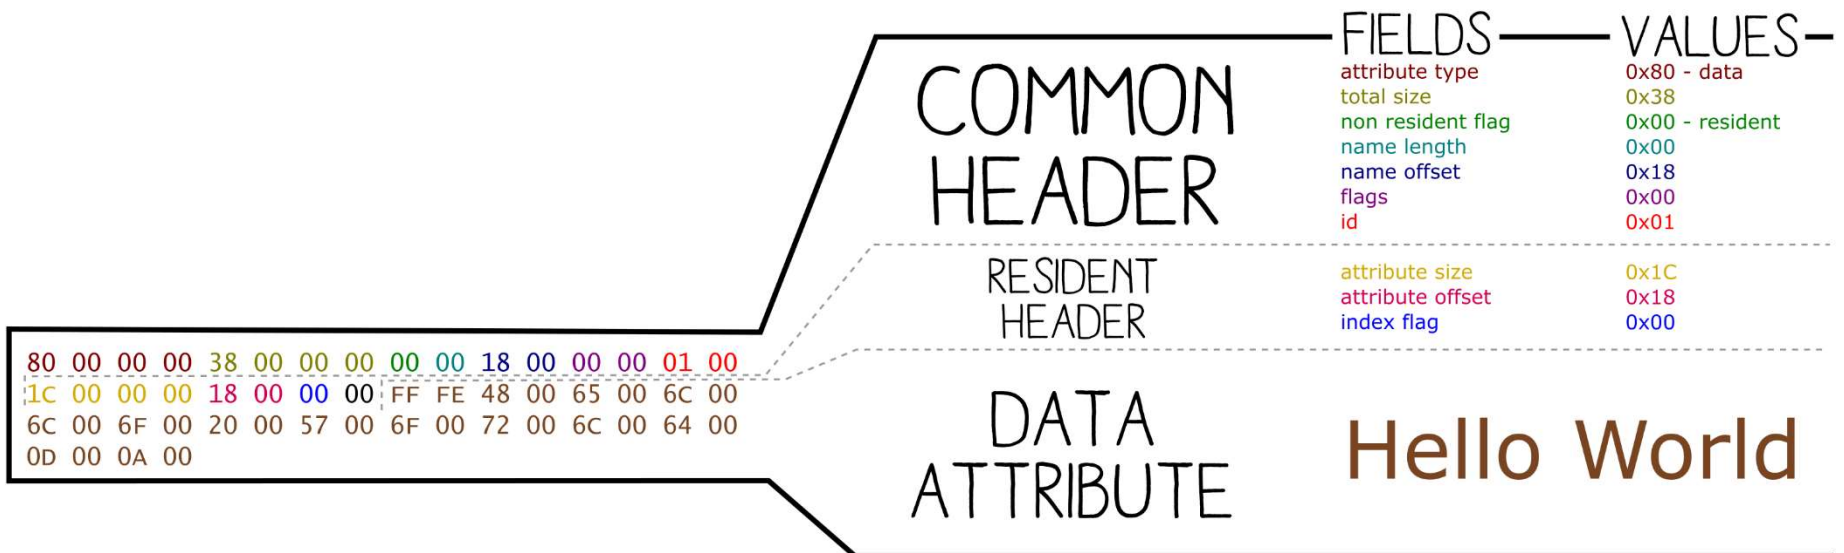 FIELDS VALUES
COMMON
HEADER
attribute type 0x80 - data
total size 0x38
non resident flag 0x00 - resident
name length 0x00
name offset 0x18
flags 0x00
id 0x01
RESIDENT
HEADER
attribute size 0x1C
attribute offset 0x18
index flag 0x00
80 00 00 00 38 00 00 00 00 00 18 00 00 00 01 00
1C 00 00 00 18 00 00 00 FF FE 48 00 65 00 6C 00
6C 00 6F 00 20 00 57 00 6F 00 72 00 6C 00 64 00
0D 00 0A 00
DATA
ATTRIBUTE
Hello World